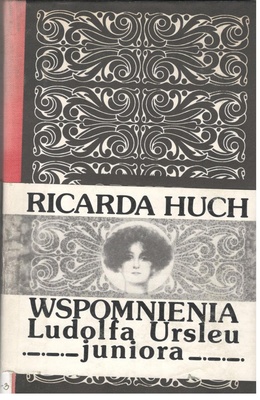 RICARDA HUCH
WSPOMNIENIA
Ludolfa Ursleu
juniora